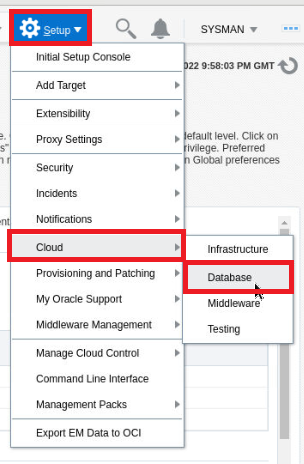 Setup
SYSMAN
Initial Setup Console
022 9:58:03 PM GMT
Add Target
Extensibility
default level. Click on
Proxy Settings
Preferred
n Global preferences
Security
Incidents
Notifications
Cloud
Infrastructure
Provisioning and Patching
Database
My Oracle Support
Middleware
Middleware Management
Testing
Manage Cloud Control
Command Line Interface
Management Packs
Export EM Data to OCI